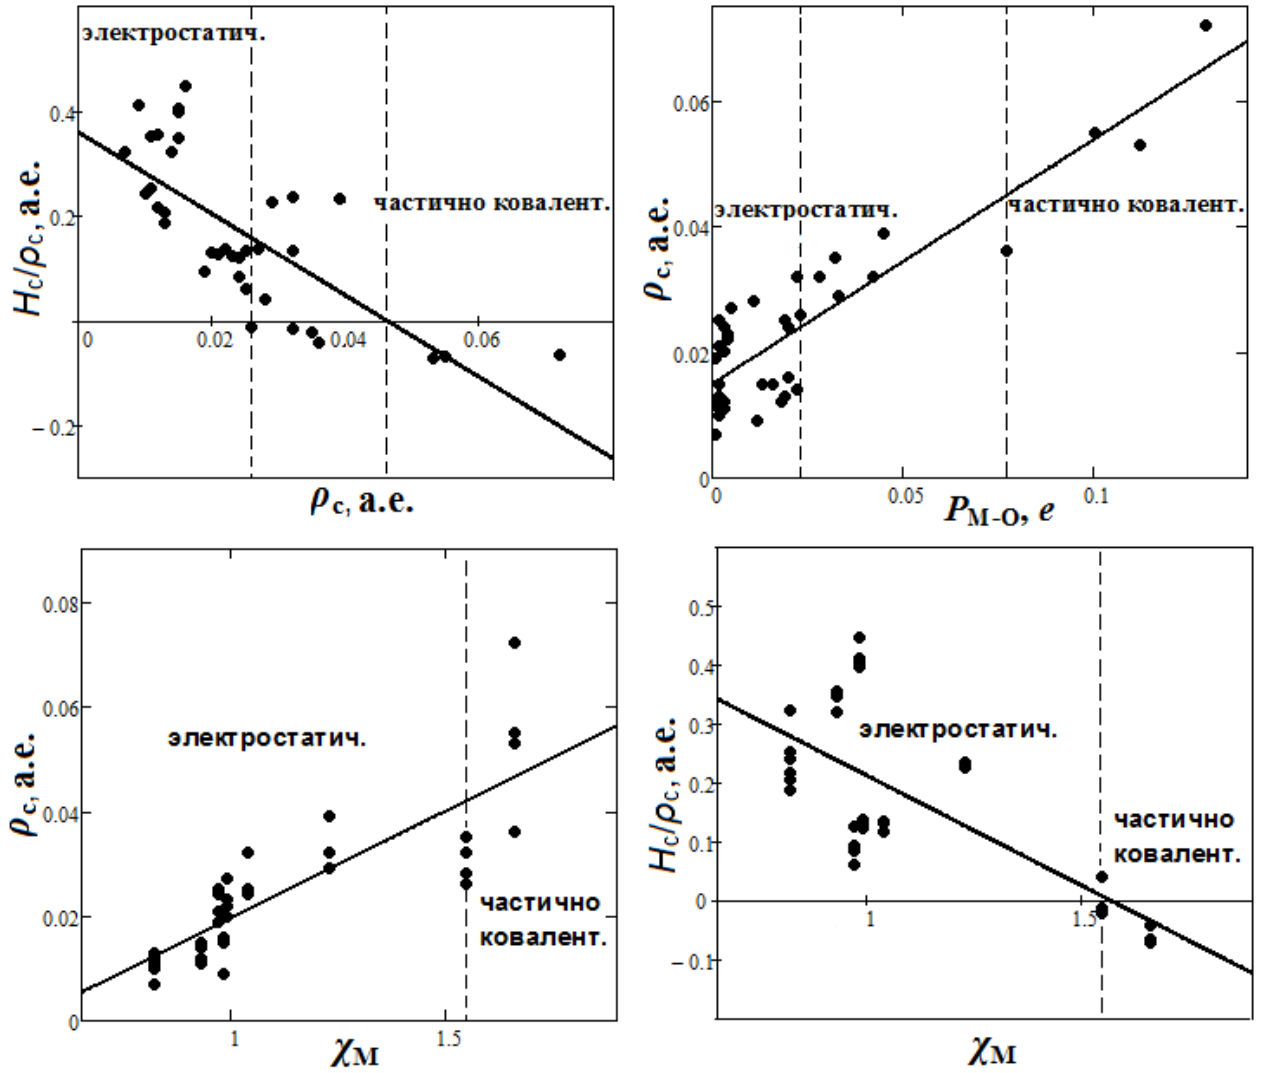 электростатич.
0.4
0.2
частично ковалент.
0
0.02
0.04
0.06
– 0.2
Hc/ρc, а.е.
ρc, а.е.
0.06
электростатич.
частично ковалент.
0.04
0.02
0
0
0.05
0.1
ρc, а.е.
PM–O, e
0.08
0.06
электростатич.
0.04
0.02
частично
ковалент.
0
1
1.5
ρc, а.е.
χM
0.5
0.4
0.3
электростатич.
0.2
0.1
частично
ковалент.
0
1
1.5
– 0.1
Hc/ρc, а.е.
χM